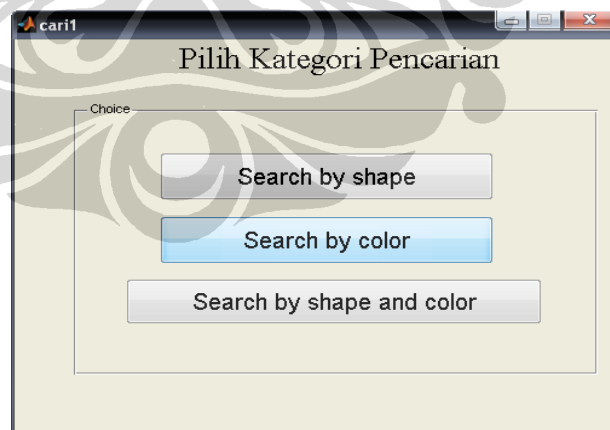 cari1
Pilih Kategori Pencarian
Choice
Search by shape
Search by color
Search by shape and color